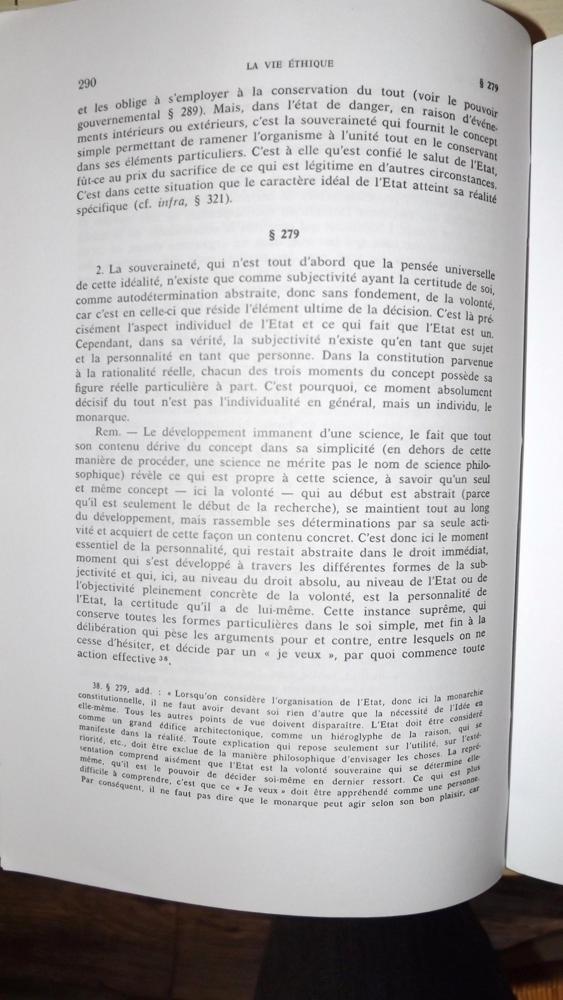 LA VIE ÉTHIQUE
290
§ 279
et les oblige à s'employer à la conservation du tout (voir le pouvoir
gouvernemental § 289). Mais, dans l'état de danger, en raison d'événe-
ments intérieurs ou extérieurs, c'est la souveraineté qui fournit le concept
simple permettant de ramener l'organisme à l'unité tout en le conservant
dans ses éléments particuliers. C'est à elle qu'est confié le salut de l'Etat,
fût-ce au prix du sacrifice de ce qui est légitime en d'autres circonstances.
C'est dans cette situation que le caractère idéal de l'Etat atteint sa réalité
spécifique (cf. infra, § 321).
§ 279
2. La souveraineté, qui n'est tout d'abord que la pensée universelle
de cette idéalité, n'existe que comme subjectivité ayant la certitude de soi,
comme autodétermination abstraite, donc sans fondement, de la volonté,
car c'est en celle-ci que réside l'élément ultime de la décision. C'est là pré-
cisément l'aspect individuel de l'Etat et ce qui fait que l'Etat est un.
Cependant, dans sa vérité, la subjectivité n'existe qu'en tant que sujet
et la personnalité en tant que personne. Dans la constitution parvenue
à la rationalité réelle, chacun des trois moments du concept possède sa
figure réelle particulière à part. C'est pourquoi, ce moment absolument
décisif du tout n'est pas l'individualité en général, mais un individu, le
monarque.
Rem. — Le développement immanent d'une science, le fait que tout
son contenu dérive du concept dans sa simplicité (en dehors de cette
manière de procéder, une science ne mérite pas le nom de science philo-
sophique) révèle ce qui est propre à cette science, à savoir qu'un seul
et même concept — ici la volonté — qui au début est abstrait (parce
qu'il est seulement le début de la recherche), se maintient tout au long
du développement, mais rassemble ses déterminations par sa seule acti-
vité et acquiert de cette façon un contenu concret. C'est donc ici le moment
essentiel de la personnalité, qui restait abstraite dans le droit immédiat,
moment qui s'est développé à travers les différentes formes de la sub-
jectivité et qui, ici, au niveau du droit absolu, au niveau de l'Etat ou de
l'objectivité pleinement concrète de la volonté, est la personnalité de
l'Etat, la certitude qu'il a de lui-même. Cette instance suprême, qui
conserve toutes les formes particulières dans le soi simple, met fin à la
délibération qui pèse les arguments pour et contre, entre lesquels on ne
cesse d'hésiter, et décide par un « je veux », par quoi commence toute
action effective 38.
38. § 279, add. : « Lorsqu'on considère l'organisation de l'Etat, donc ici la monarchie
constitutionnelle, il ne faut avoir devant soi rien d'autre que la nécessité de l'Idée en
elle-même. Tous les autres points de vue doivent disparaître. L'Etat doit être considéré
comme un grand édifice architectonique, comme un hiéroglyphe de la raison, qui se
manifeste dans la réalité. Toute explication qui repose seulement sur l'utilité, sur l'exté-
riorité, etc., doit être exclue de la manière philosophique d'envisager les choses. La repré-
sentation comprend aisément que l'Etat est la volonté souveraine qui se détermine elle-
même, qu'il est le pouvoir de décider soi-même en dernier ressort. Ce qui est plus
difficile à comprendre, c'est que ce « Je veux » doit être appréhendé comme une personne.
Par conséquent, il ne faut pas dire que le monarque peut agir selon son bon plaisir, car